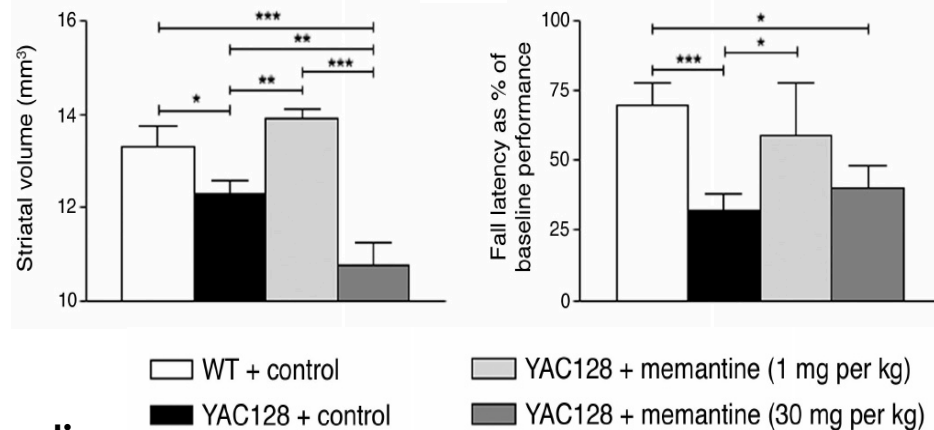 Striatal volume (mm³)
16
14
12
10
***
**
***
**
*
Fall latency as % of
baseline performance
100
75
50
25
0
*
*
***
WT + control
YAC128 + control
YAC128 + memantine (1 mg per kg)
YAC128 + memantine (30 mg per kg)